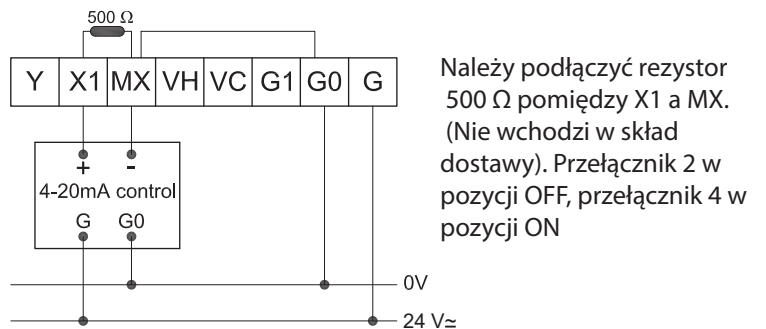 500 Ω
Y X1 MX VH VC G1 G0 G
+ -
4-20mA control
G G0
0V
24 V≃
Należy podłączyć rezystor
500 Ω pomiędzy X1 a MX.
(Nie wchodzi w skład
dostawy). Przełącznik 2 w
pozycji OFF, przełącznik 4 w
pozycji ON